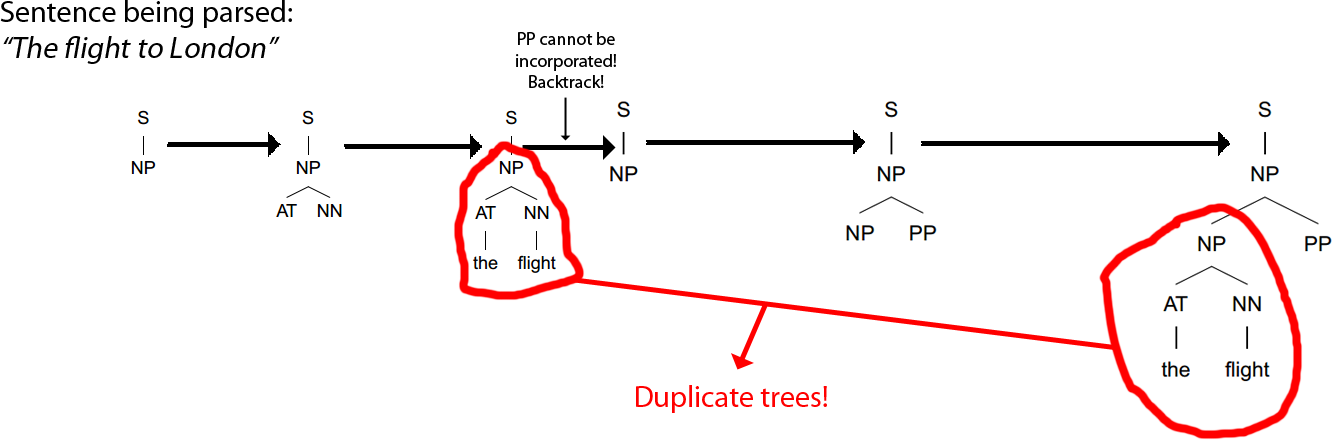 Sentence being parsed:
“The flight to London”
PP cannot be
incorporated!
Backtrack!
S
NP
S
NP
AT NN
S
NP
AT NN
the flight
S
NP
S
NP
NP PP
S
NP
NP PP
AT NN
the flight
Duplicate trees!